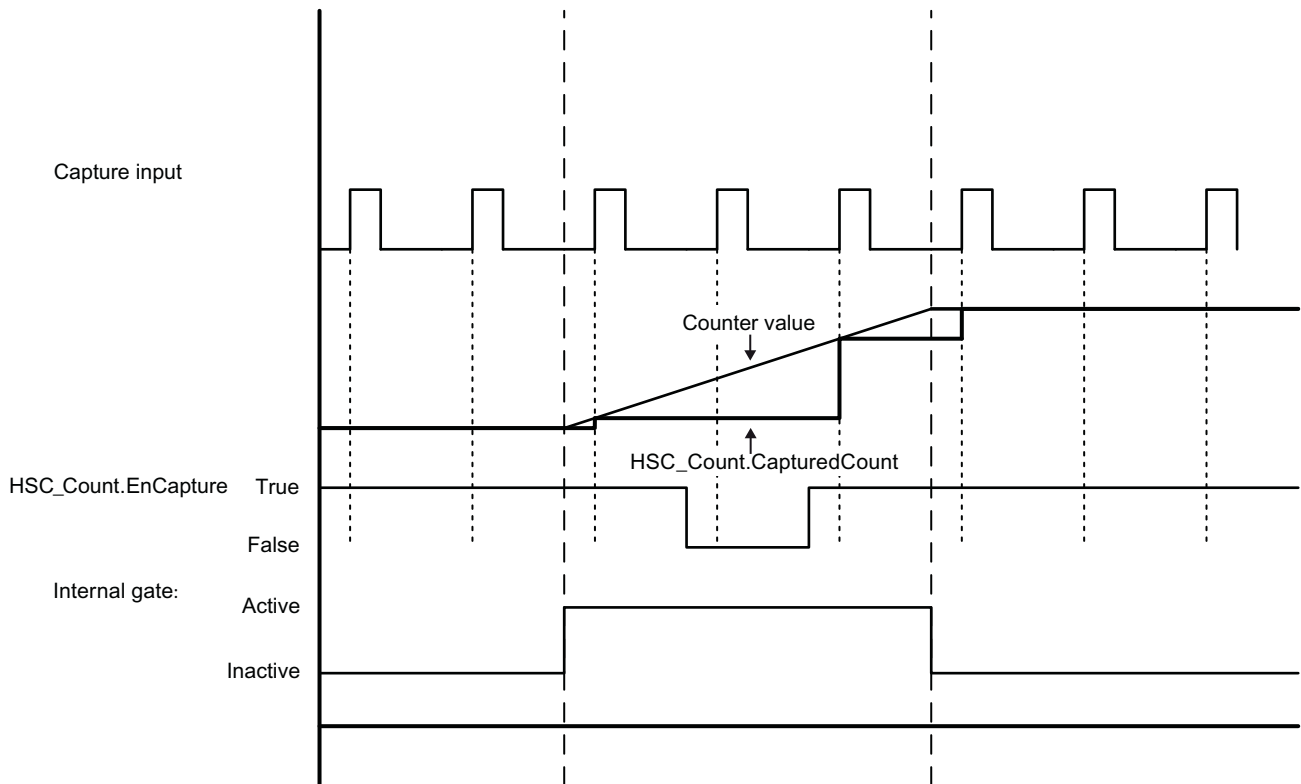 Capture input
Counter value
HSC_Count.CapturedCount
HSC_Count.EnCapture True
False
Internal gate:
Active
Inactive